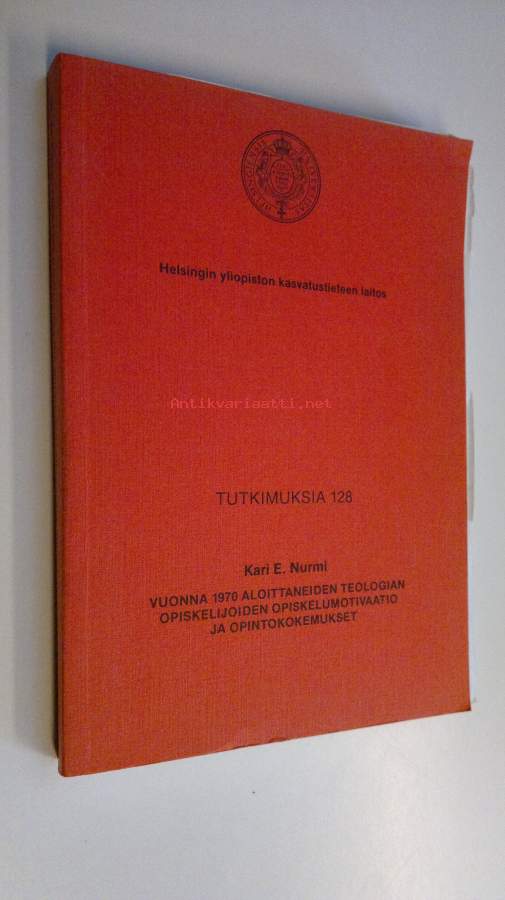 Helsingin yliopiston kasvatustieteen laitos
Antikvariaatti.net
TUTKIMUKSIA 128
Kari E. Nurmi
VUONNA 1970 ALOITTANEIDEN TEOLOGIAN
OPISKELIJOIDEN OPISKELUMOTIVAATIO
JA OPINTOKOKEMUKSET